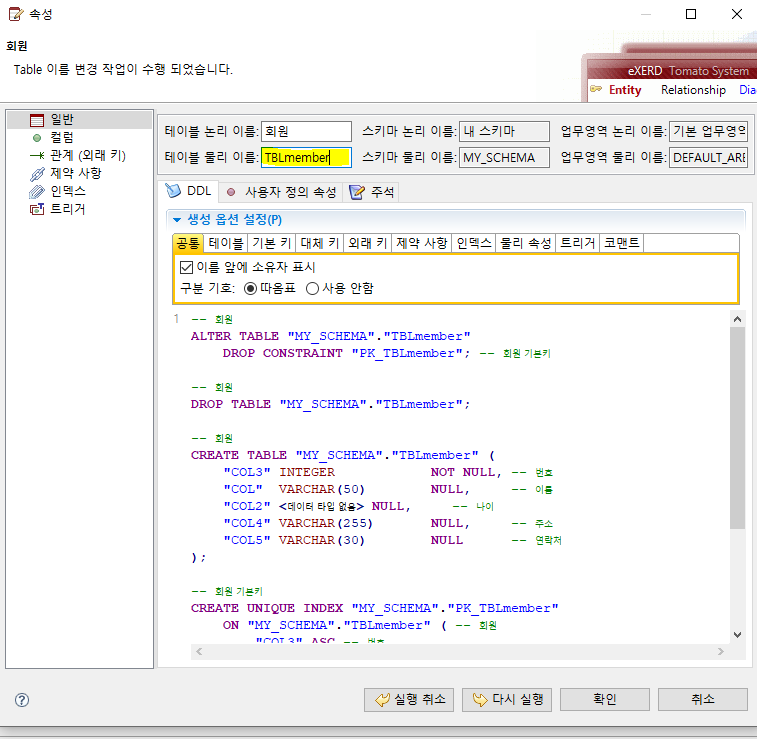 속성
회원
Table 이름 변경 작업이 수행 되었습니다.
eXERD Tomato System
Entity Relationship Dia
일반
컬럼
관계 (외래 키)
제약 사항
인덱스
트리거
테이블 논리 이름: 회원 스키마 논리 이름: 내 스키마 업무영역 논리 이름: 기본 업무영역
테이블 물리 이름: TBLmember 스키마 물리 이름: MY_SCHEMA 업무영역 물리 이름: DEFAULT_ARE
DDL 사용자 정의 속성 주석
생성 옵션 설정(P)
공통 테이블 기본 키 대체 키 외래 키 제약 사항 인덱스 물리 속성 트리거 코맨트
이름 앞에 소유자 표시
구분 기호: 따옴표 사용 안함
1 -- 회원
ALTER TABLE "MY_SCHEMA"."TBLmember"
DROP CONSTRAINT "PK_TBLmember"; -- 회원 기본키
-- 회원
DROP TABLE "MY_SCHEMA"."TBLmember";
-- 회원
CREATE TABLE "MY_SCHEMA"."TBLmember" (
"COL3" INTEGER NOT NULL, -- 번호
"COL" VARCHAR(50) NULL, -- 이름
"COL2" <데이터 타입 없음> NULL, -- 나이
"COL4" VARCHAR(255) NULL, -- 주소
"COL5" VARCHAR(30) NULL -- 연락처
);
-- 회원 기본키
CREATE UNIQUE INDEX "MY_SCHEMA"."PK_TBLmember"
ON "MY_SCHEMA"."TBLmember" ( -- 회원
"COL3" ASC -- 번호
실행 취소 다시 실행 확인 취소